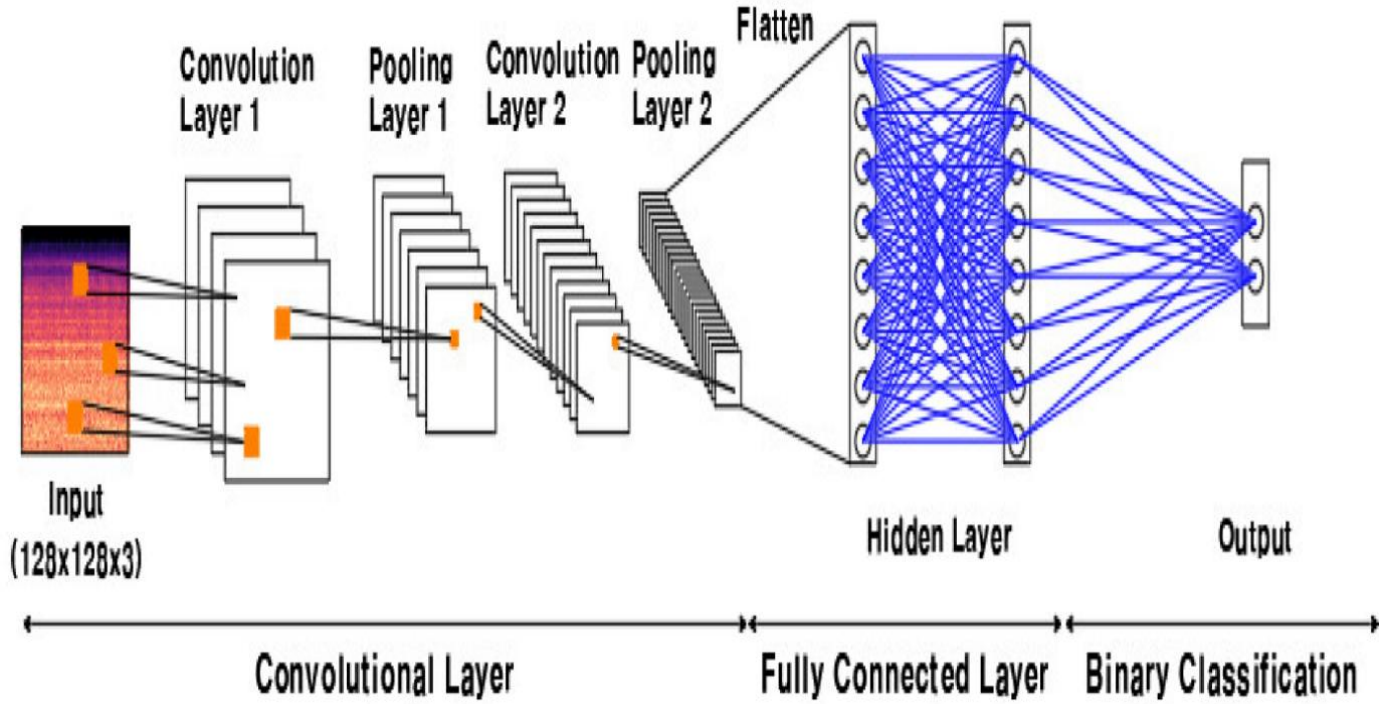 Flatten
Convolution
Layer 1
Pooling
Layer 1
Convolution
Layer 2
Pooling
Layer 2
Input
(128x128x3)
Hidden Layer
Output
Convolutional Layer
Fully Connected Layer
Binary Classification